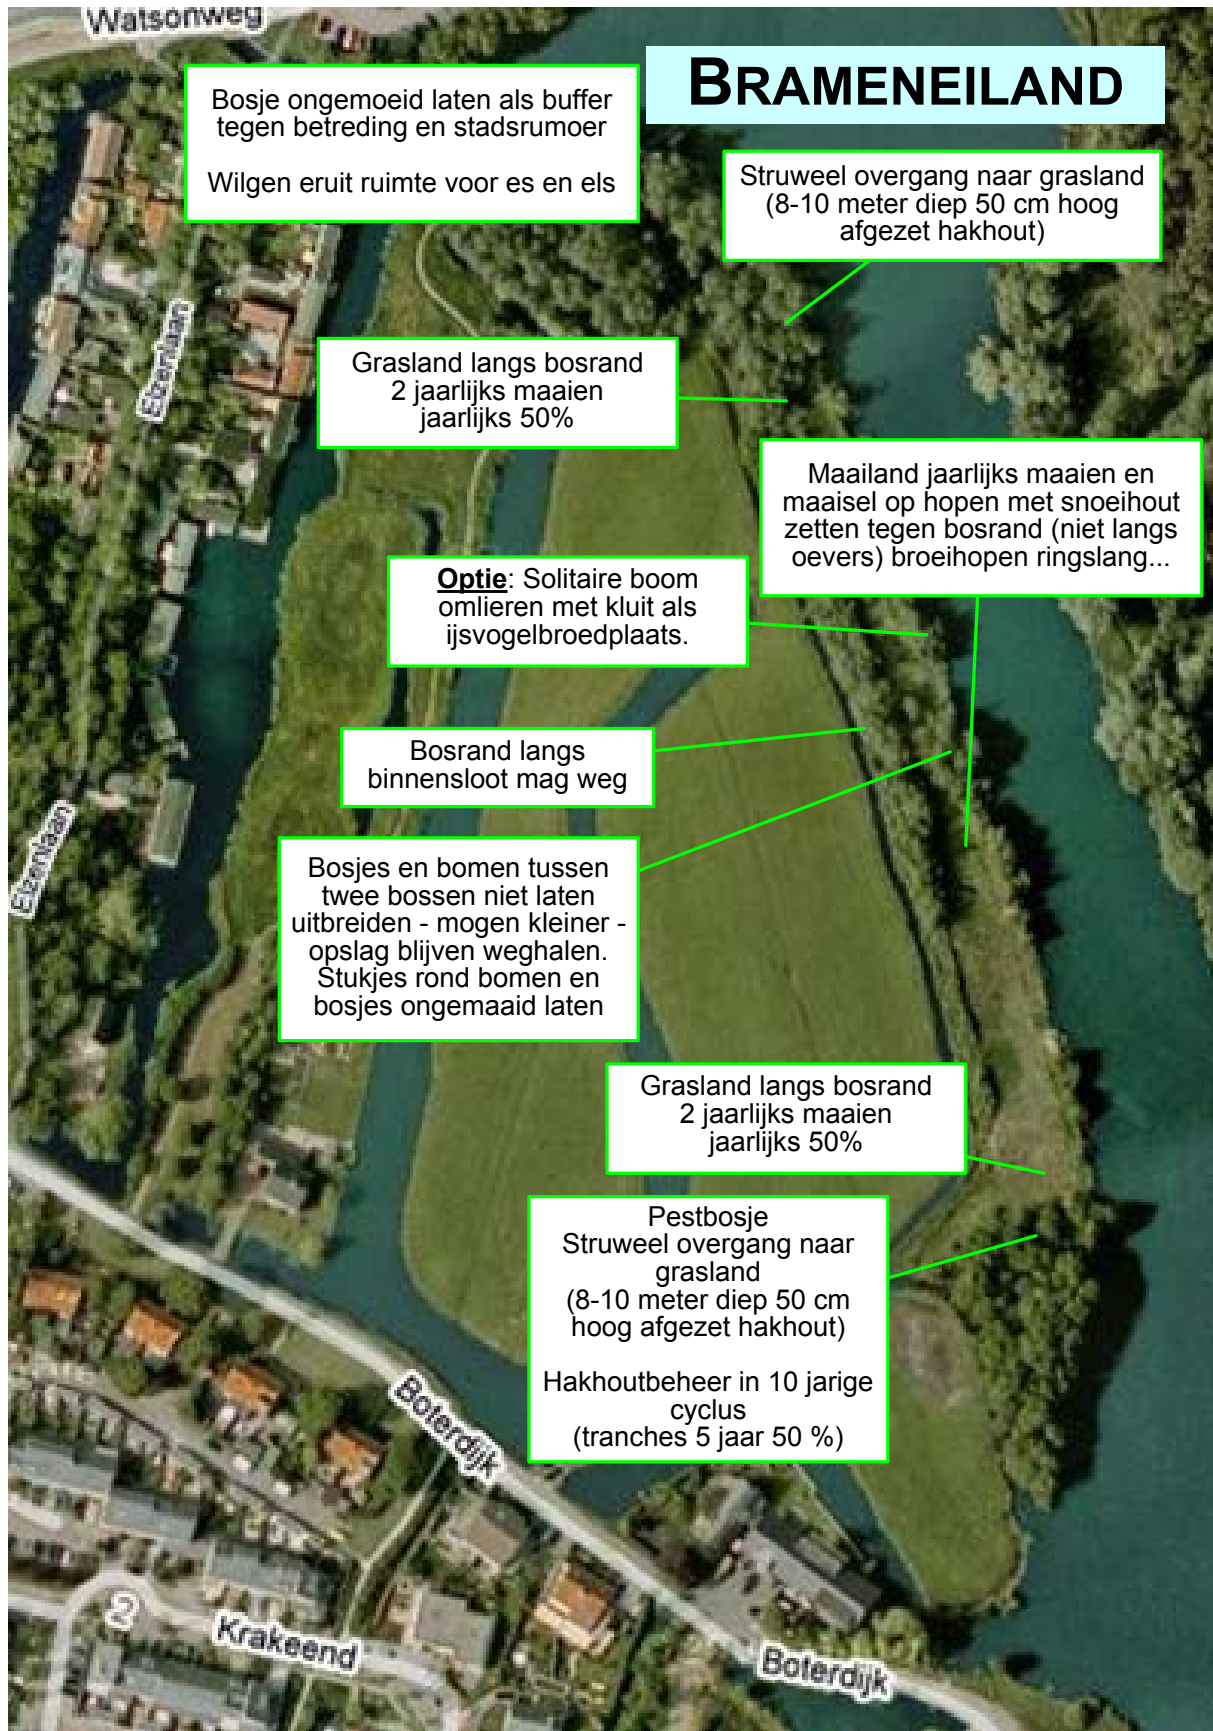 Watsonweg
BRAMENEILAND
Bosje ongemoeid laten als buffer
tegen betreding en stadsrumoer
Wilgen eruit ruimte voor es en els
Struweel overgang naar grasland
(8-10 meter diep 50 cm hoog
afgezet hakhout)
Elzenlaan
Grasland langs bosrand
2 jaarlijks maaien
jaarlijks 50%
Maailand jaarlijks maaien en
maaisel op hopen met snoeihout
zetten tegen bosrand (niet langs
oevers) broeihopen ringslang...
Optie: Solitaire boom
omlieren met kluit als
ijsvogelbroedplaats.
Bosrand langs
binnensloot mag weg
Elzenlaan
Bosjes en bomen tussen
twee bossen niet laten
uitbreiden - mogen kleiner -
opslag blijven weghalen.
Stukjes rond bomen en
bosjes ongemaaid laten
Grasland langs bosrand
2 jaarlijks maaien
jaarlijks 50%
Pestbosje
Struweel overgang naar
grasland
(8-10 meter diep 50 cm
hoog afgezet hakhout)
Hakhoutbeheer in 10 jarige
cyclus
(tranches 5 jaar 50 %)
Boterdijk
2
Krakeend
Boterdijk